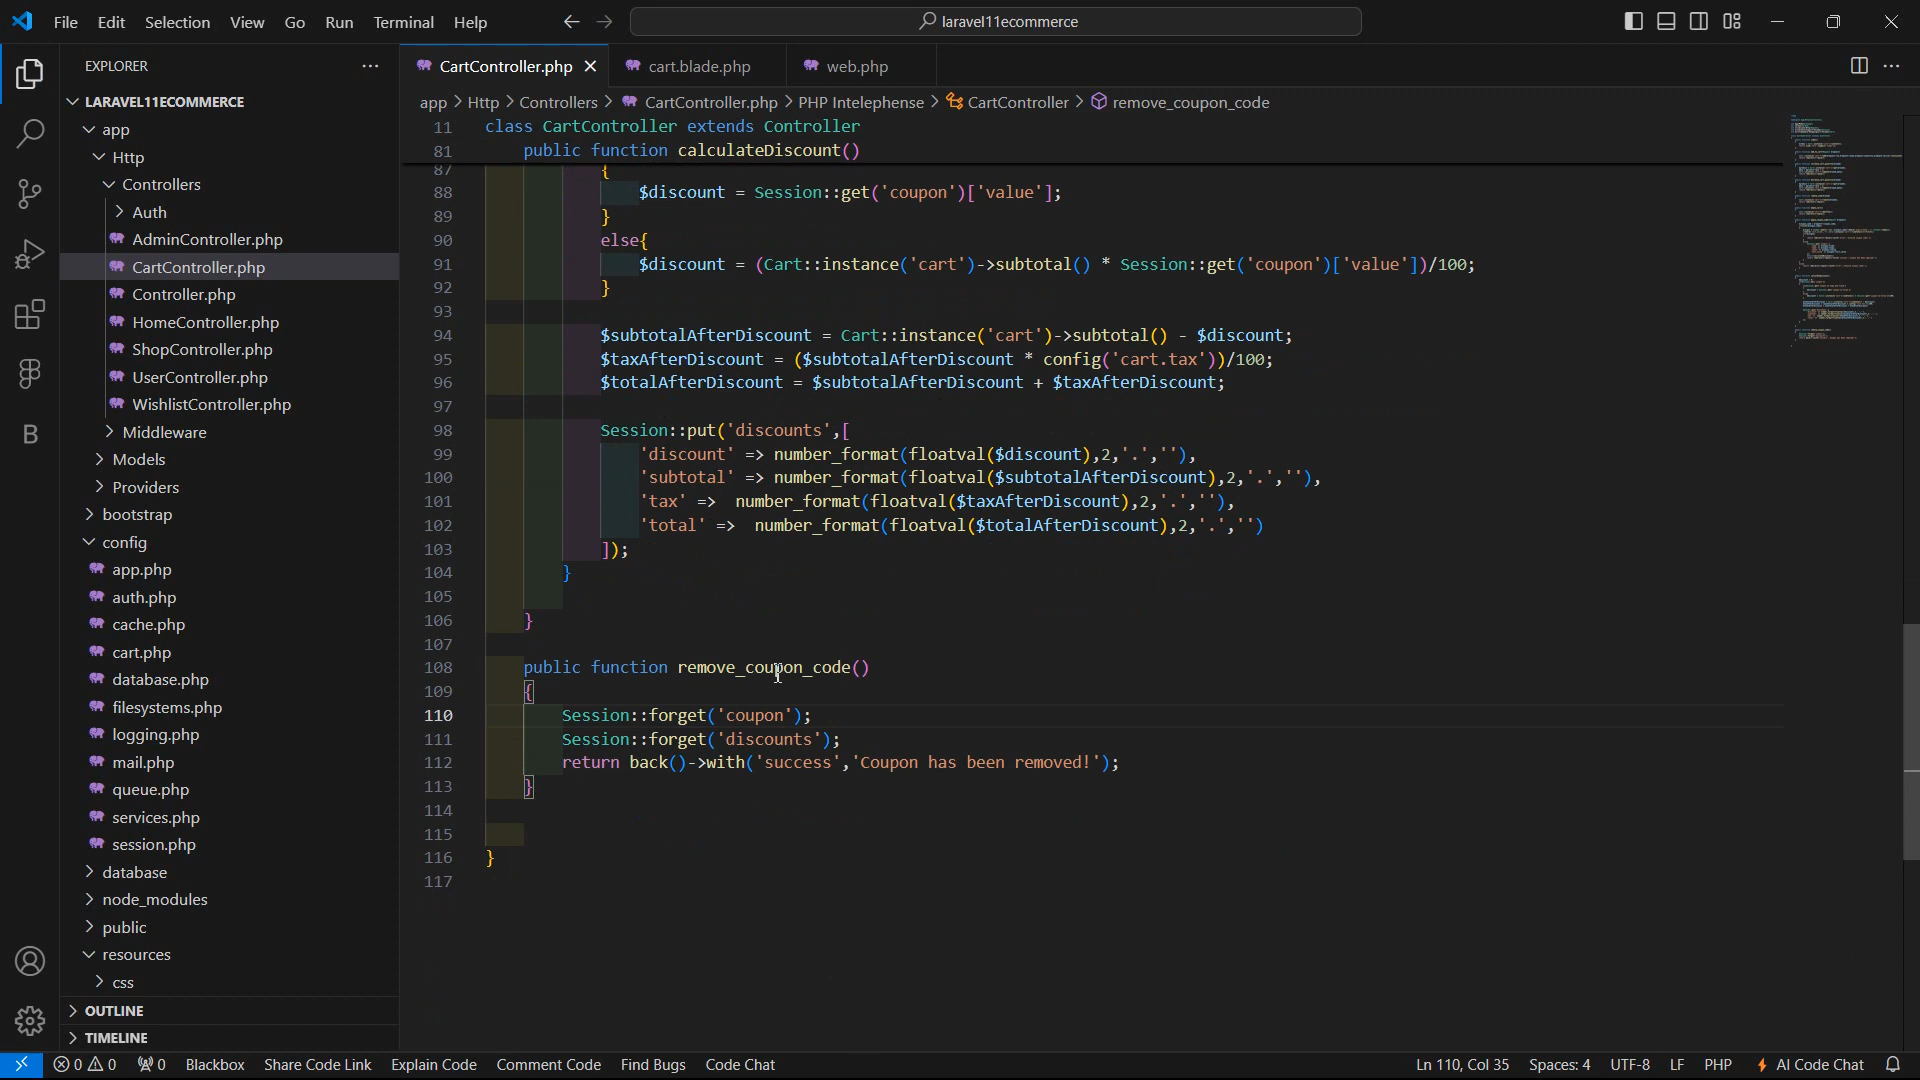 File Edit Selection View Go Run Terminal Help
laravel11ecommerce
EXPLORER
LARAVEL11ECOMMERCE
app
Http
Controllers
Auth
AdminController.php
CartController.php
Controller.php
HomeController.php
ShopController.php
UserController.php
WishlistController.php
Middleware
Models
Providers
bootstrap
config
app.php
auth.php
cache.php
cart.php
database.php
filesystems.php
logging.php
mail.php
queue.php
services.php
session.php
database
node_modules
public
resources
css
OUTLINE
TIMELINE
CartController.php cart.blade.php web.php
app > Http > Controllers > CartController.php > PHP Intelephense > CartController > remove_coupon_code
11 class CartController extends Controller
81 public function calculateDiscount()
87 {
88 $discount = Session::get('coupon')['value'];
89 }
90 else{
91 $discount = (Cart::instance('cart')->subtotal() * Session::get('coupon')['value'])/100;
92 }
93
94 $subtotalAfterDiscount = Cart::instance('cart')->subtotal() - $discount;
95 $taxAfterDiscount = ($subtotalAfterDiscount * config('cart.tax'))/100;
96 $totalAfterDiscount = $subtotalAfterDiscount + $taxAfterDiscount;
97
98 Session::put('discounts',[
99 'discount' => number_format(floatval($discount),2,'.',''),
100 'subtotal' => number_format(floatval($subtotalAfterDiscount),2,'.',''),
101 'tax' => number_format(floatval($taxAfterDiscount),2,'.',''),
102 'total' => number_format(floatval($totalAfterDiscount),2,'.','')
103 ]);
104 }
105
106 }
107
108 public function remove_coupon_code()
109 {
110 Session::forget('coupon');
111 Session::forget('discounts');
112 return back()->with('success','Coupon has been removed!');
113 }
114
115
116 }
117
0 0 0 Blackbox Share Code Link Explain Code Comment Code Find Bugs Code Chat Ln 110, Col 35 Spaces: 4 UTF-8 LF PHP AI Code Chat